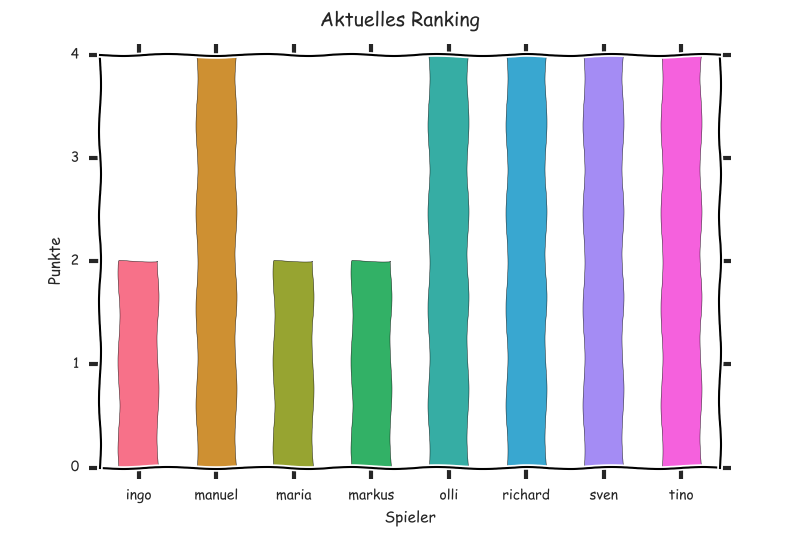 Aktuelles Ranking
4
3
2
1
0
Punkte
ingo manuel maria markus olli richard sven tino
Spieler